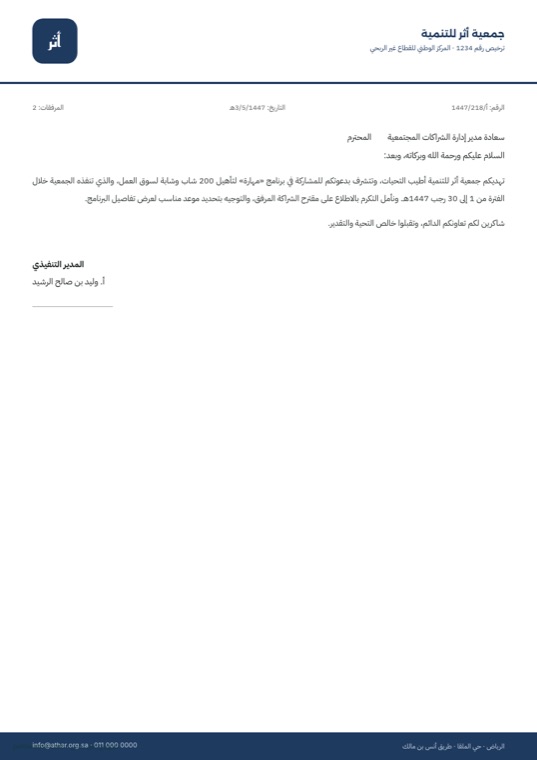 جمعية أثر للتنمية
ترخيص رقم 1234 · المركز الوطني للقطاع غير الربحي
أثر
الرقم: أ/218/1447
التاريخ: 3/5/1447هـ
المرفقات: 2
سعادة مدير إدارة الشراكات المجتمعية المحترم
السلام عليكم ورحمة الله وبركاته، وبعد:
تهديكم جمعية أثر للتنمية أطيب التحيات، وتتشرف بدعوتكم للمشاركة في برنامج «مهارة» لتأهيل 200 شاب وشابة لسوق العمل، والذي تنفذه الجمعية خلال
الفترة من 1 إلى 30 رجب 1447هـ. ونأمل التكرم بالاطلاع على مقترح الشراكة المرفق، والتوجيه بتحديد موعد مناسب لعرض تفاصيل البرنامج.
شاكرين لكم تعاونكم الدائم، وتقبلوا خالص التحية والتقدير.
المدير التنفيذي
أ. وليد بن صالح الرشيد
الرياض · حي الملقا · طريق أنس بن مالك
info@athar.org.sa · 011 000 0000